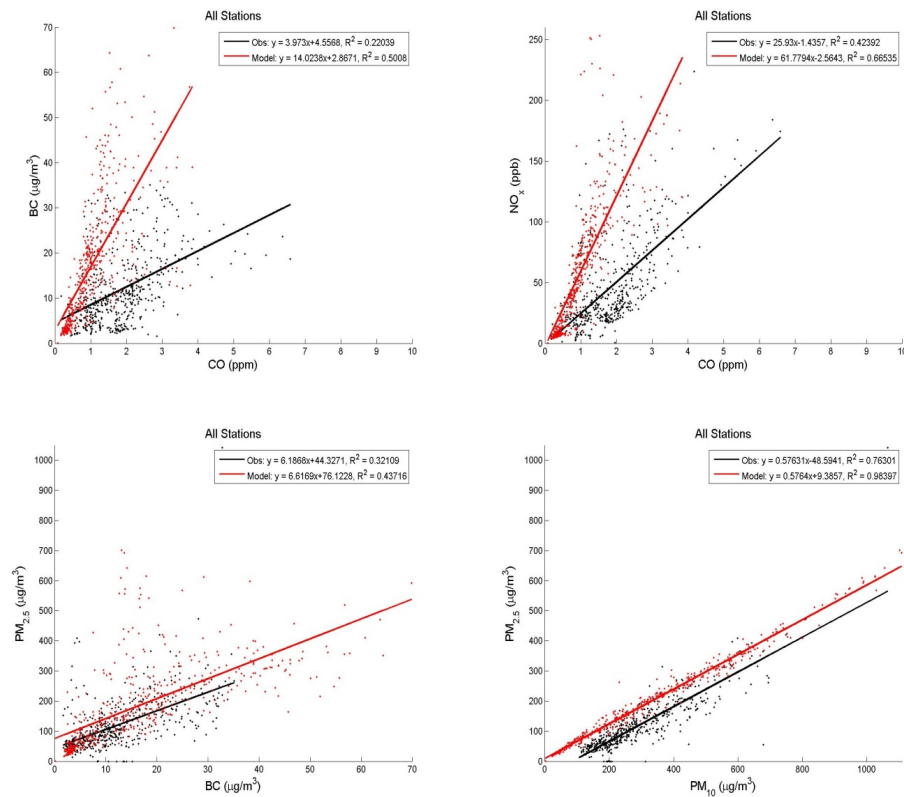 All Stations
Obs: y = 3.973x+4.5568, R² = 0.22039
Model: y = 14.0238x+2.8671, R² = 0.5008
70
60
50
40
30
20
10
0
BC (μg/m³)
0 1 2 3 4 5 6 7 8 9 10
CO (ppm)
All Stations
Obs: y = 25.93x-1.4357, R² = 0.42392
Model: y = 61.7794x-2.5643, R² = 0.66535
250
200
150
100
50
0
NOₓ (ppb)
0 1 2 3 4 5 6 7 8 9 10
CO (ppm)
All Stations
Obs: y = 6.1868x+44.3271, R² = 0.32109
Model: y = 6.6169x+76.1228, R² = 0.43716
1000
900
800
700
600
500
400
300
200
100
0
PM₂.₅ (μg/m³)
0 10 20 30 40 50 60 70
BC (μg/m³)
All Stations
Obs: y = 0.57631x-48.5941, R² = 0.76301
Model: y = 0.5764x+9.3857, R² = 0.98397
1000
900
800
700
600
500
400
300
200
100
0
PM₂.₅ (μg/m³)
0 200 400 600 800 1000
PM₁₀ (μg/m³)